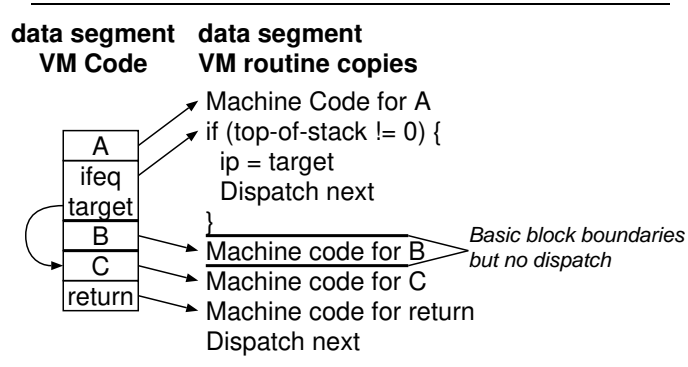 data segment
VM Code
data segment
VM routine copies
A
ifeq
target
B
C
return
Machine Code for A
if (top-of-stack != 0) {
ip = target
Dispatch next
}
Machine code for B
Machine code for C
Machine code for return
Dispatch next
Basic block boundaries
but no dispatch